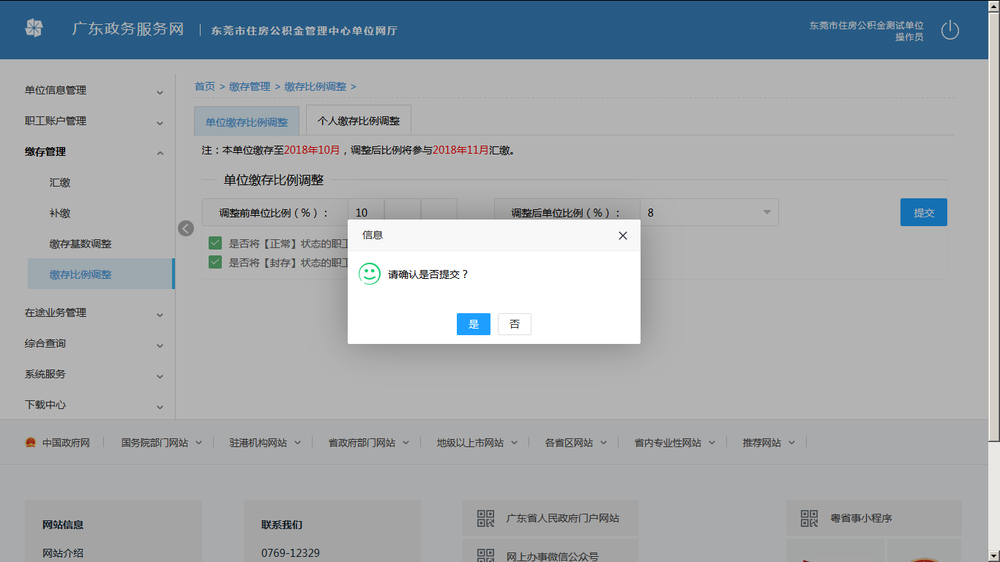 广东政务服务网 | 东莞市住房公积金管理中心单位网厅
东莞市住房公积金测试单位
操作员
单位信息管理
职工账户管理
缴存管理
汇缴
补缴
缴存基数调整
缴存比例调整
在途业务管理
综合查询
系统服务
下载中心
首页 > 缴存管理 > 缴存比例调整 >
单位缴存比例调整 个人缴存比例调整
注：本单位缴存至2018年10月，调整后比例将参与2018年11月汇缴。
单位缴存比例调整
调整前单位比例（%）： 10 调整后单位比例（%）： 8 提交
是否将【正常】状态的职工
是否将【封存】状态的职工
信息
请确认是否提交？
是 否
中国政府网 国务院部门网站 驻港机构网站 省政府部门网站 地级以上市网站 各省区网站 省内专业性网站 推荐网站
网站信息
网站介绍
联系我们
0769-12329
广东省人民政府门户网站
网上办事微信公众号
粤省事小程序